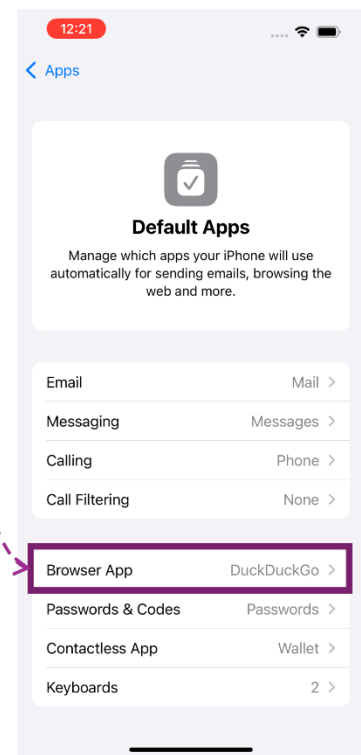 12:21
Apps
Default Apps
Manage which apps your iPhone will use
automatically for sending emails, browsing the
web and more.
Email Mail
Messaging Messages
Calling Phone
Call Filtering None
Browser App DuckDuckGo
Passwords & Codes Passwords
Contactless App Wallet
Keyboards 2